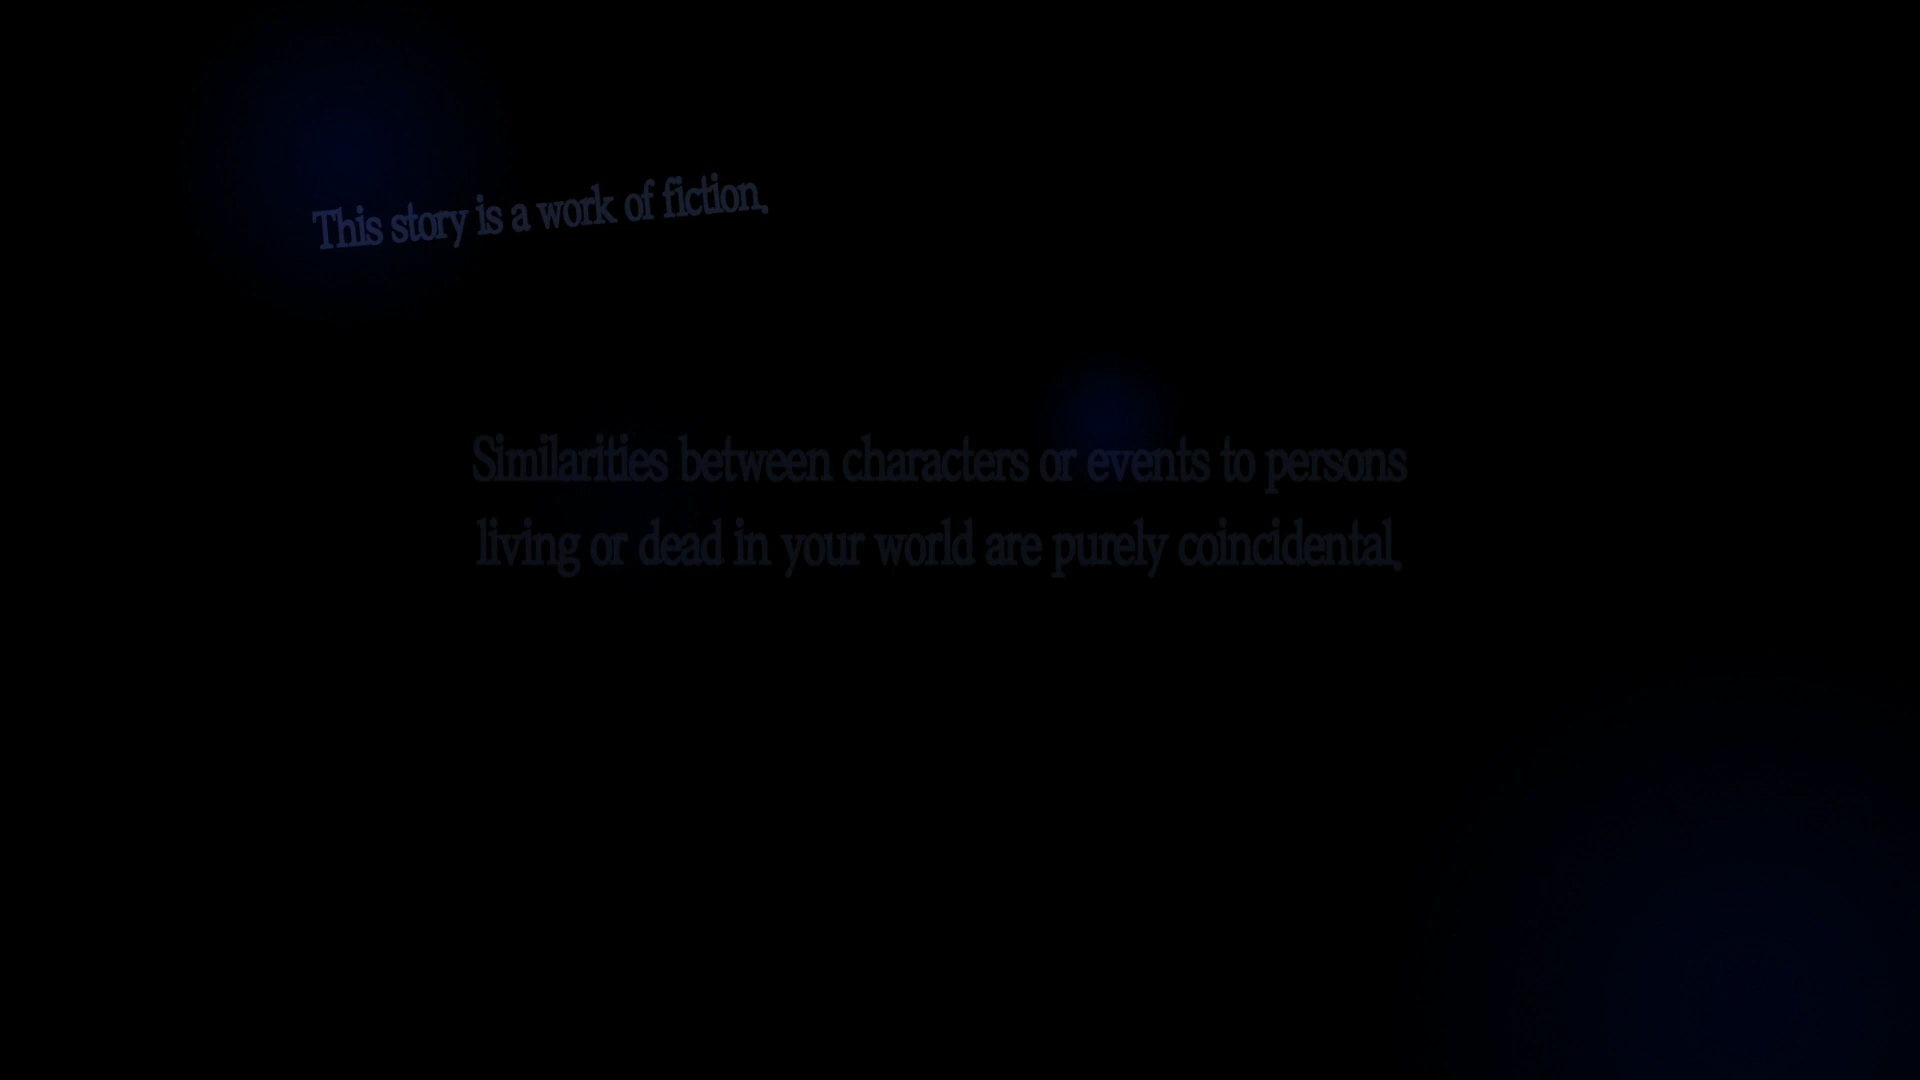 This story is a work of fiction.
Similarities between characters or events to persons
living or dead in your world are purely coincidental.